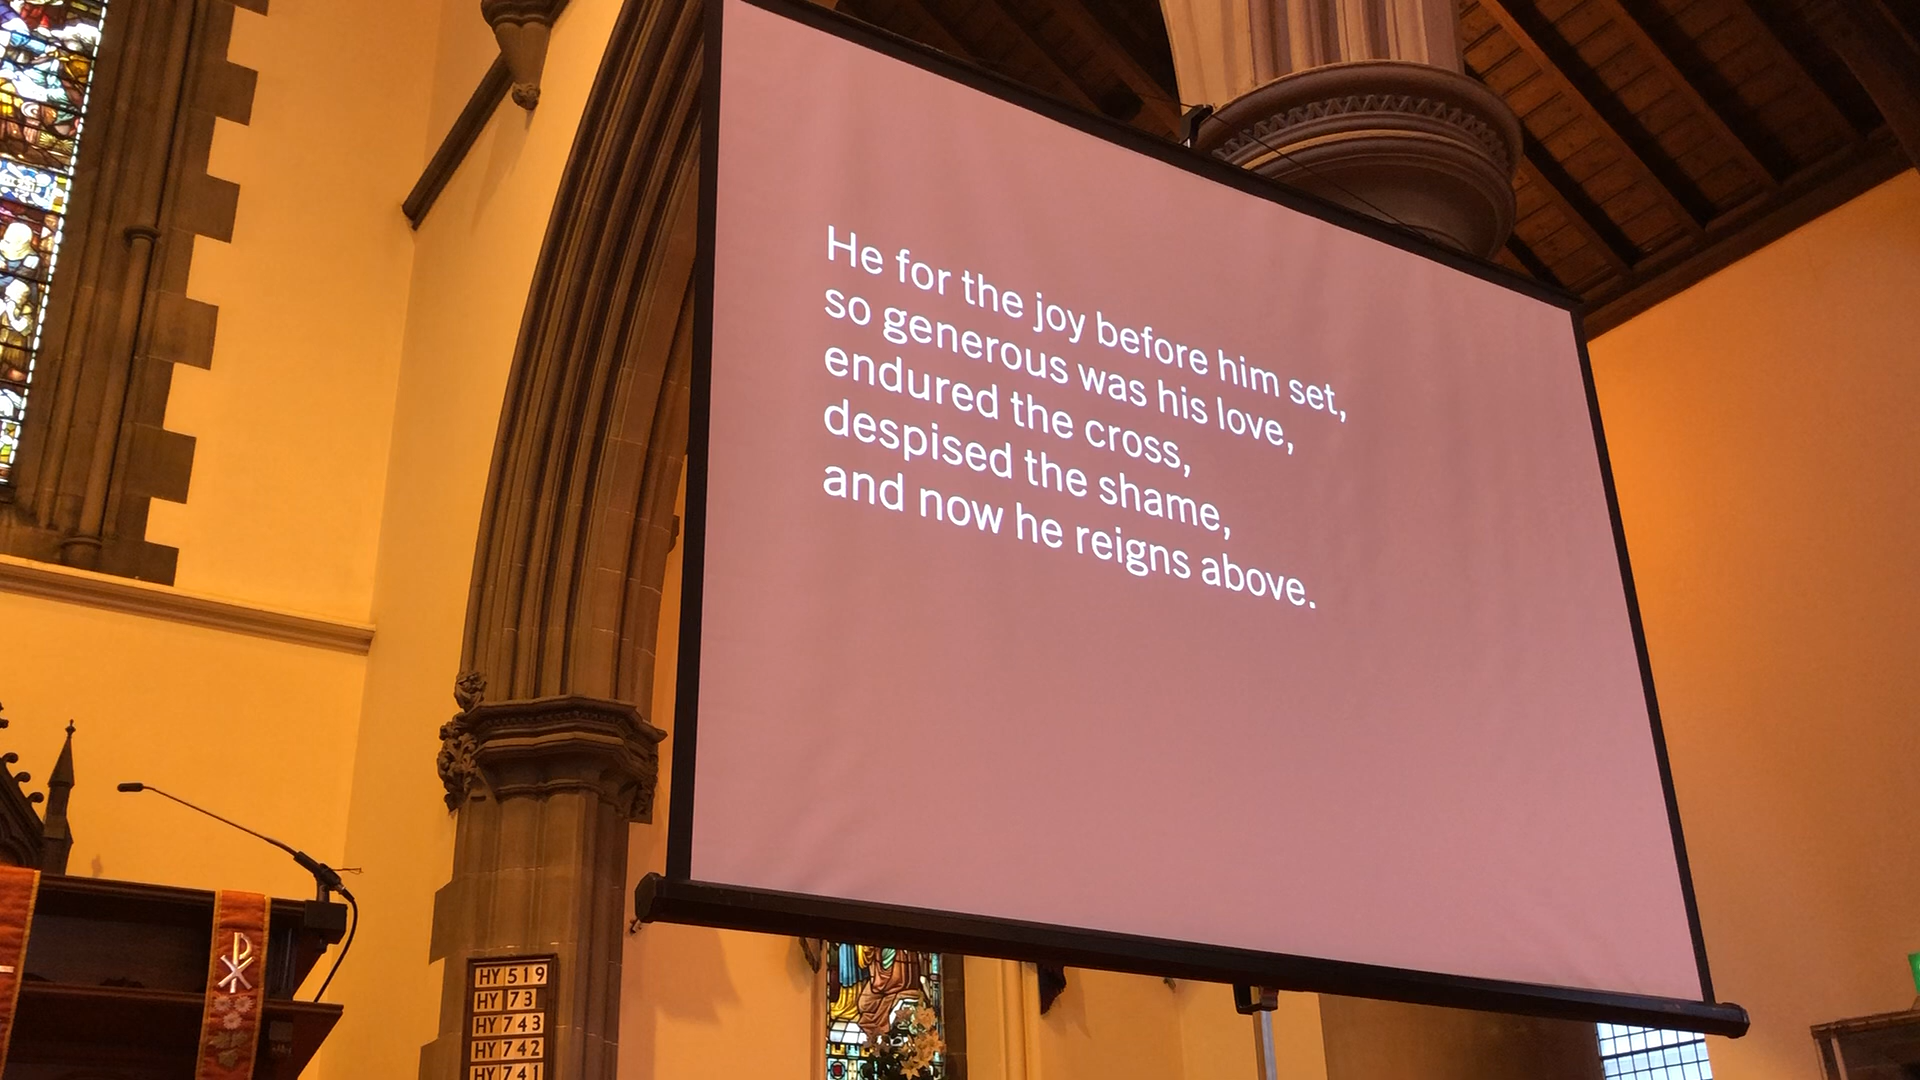 He for the joy before him set,
so generous was his love,
endured the cross,
despised the shame,
and now he reigns above.
HY 519
HY 73
HY 743
HY 742
HY 741